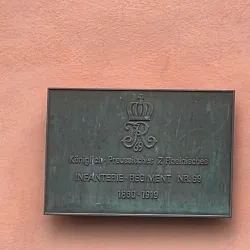 Königlich-Preussisches 7. Rheinisches
INFANTERIE-REGIMENT NR. 69
1860-1919